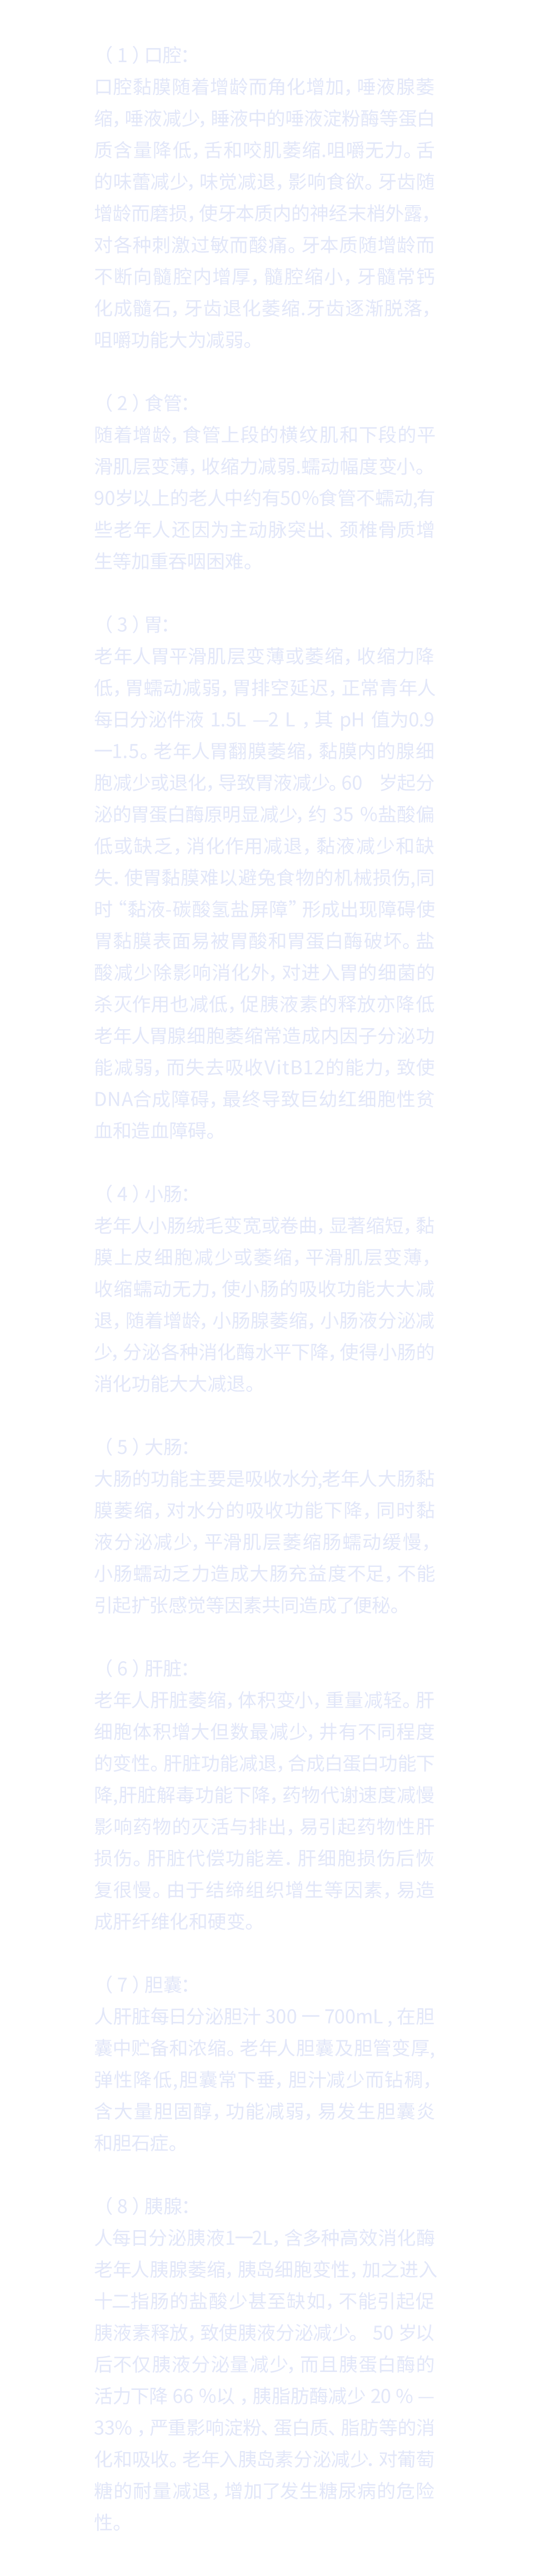 （1）口腔：
口腔黏膜随着增龄而角化增加，唾液腺萎
缩，唾液减少，睡液中的唾液淀粉酶等蛋白
质含量降低，舌和咬肌萎缩.咀嚼无力。舌
的味蕾减少，味觉减退，影响食欲。牙齿随
增龄而磨损，使牙本质内的神经末梢外露，
对各种刺激过敏而酸痛。牙本质随增龄而
不断向髓腔内增厚，髓腔缩小，牙髓常钙
化成髓石，牙齿退化萎缩.牙齿逐渐脱落，
咀嚼功能大为减弱。
（2）食管：
随着增龄，食管上段的横纹肌和下段的平
滑肌层变薄，收缩力减弱.蠕动幅度变小。
90岁以上的老人中约有50%食管不蠕动,有
些老年人还因为主动脉突出、颈椎骨质增
生等加重吞咽困难。
（3）胃：
老年人胃平滑肌层变薄或萎缩，收缩力降
低，胃蠕动减弱，胃排空延迟，正常青年人
每日分泌件液 1.5L —2 L ，其 pH 值为0.9
一1.5。老年人胃翻膜萎缩，黏膜内的腺细
胞减少或退化，导致胃液减少。60 岁起分
泌的胃蛋白酶原明显减少，约 35 %盐酸偏
低或缺乏，消化作用减退，黏液减少和缺
失．使胃黏膜难以避兔食物的机械损伤,同
时“黏液-碳酸氢盐屏障”形成出现障碍使
胃黏膜表面易被胃酸和胃蛋白酶破坏。盐
酸减少除影响消化外，对进入胃的细菌的
杀灭作用也减低，促胰液素的释放亦降低
老年人胃腺细胞萎缩常造成内因子分泌功
能减弱，而失去吸收VitB12的能力，致使
DNA合成障碍，最终导致巨幼红细胞性贫
血和造血障碍。
（4）小肠：
老年人小肠绒毛变宽或卷曲，显著缩短，黏
膜上皮细胞减少或萎缩，平滑肌层变薄，
收缩蠕动无力，使小肠的吸收功能大大减
退，随着增龄，小肠腺萎缩，小肠液分泌减
少，分泌各种消化酶水平下降，使得小肠的
消化功能大大减退。
（5）大肠：
大肠的功能主要是吸收水分,老年人大肠黏
膜萎缩，对水分的吸收功能下降，同时黏
液分泌减少，平滑肌层萎缩肠蠕动缓慢，
小肠蠕动乏力造成大肠充益度不足，不能
引起扩张感觉等因素共同造成了便秘。
（6）肝脏：
老年人肝脏萎缩，体积变小，重量减轻。肝
细胞体积增大但数最减少，井有不同程度
的变性。肝脏功能减退，合成白蛋白功能下
降,肝脏解毒功能下降，药物代谢速度减慢
影响药物的灭活与排出，易引起药物性肝
损伤。肝脏代偿功能差．肝细胞损伤后恢
复很慢。由于结缔组织增生等因素，易造
成肝纤维化和硬变。
（7）胆囊：
人肝脏每日分泌胆汁 300 一 700mL , 在胆
囊中贮备和浓缩。老年人胆囊及胆管变厚,
弹性降低,胆囊常下垂，胆汁减少而钻稠，
含大量胆固醇，功能减弱，易发生胆囊炎
和胆石症。
（8）胰腺：
人每日分泌胰液1一2L，含多种高效消化酶
老年人胰腺萎缩，胰岛细胞变性，加之进入
十二指肠的盐酸少甚至缺如，不能引起促
胰液素释放，致使胰液分泌减少。 50 岁以
后不仅胰液分泌量减少，而且胰蛋白酶的
活力下降 66 %以 ，胰脂肪酶减少 20 % —
33% ，严重影响淀粉、蛋白质、脂肪等的消
化和吸收。老年入胰岛素分泌减少．对葡萄
糖的耐量减退，增加了发生糖尿病的危险
性。